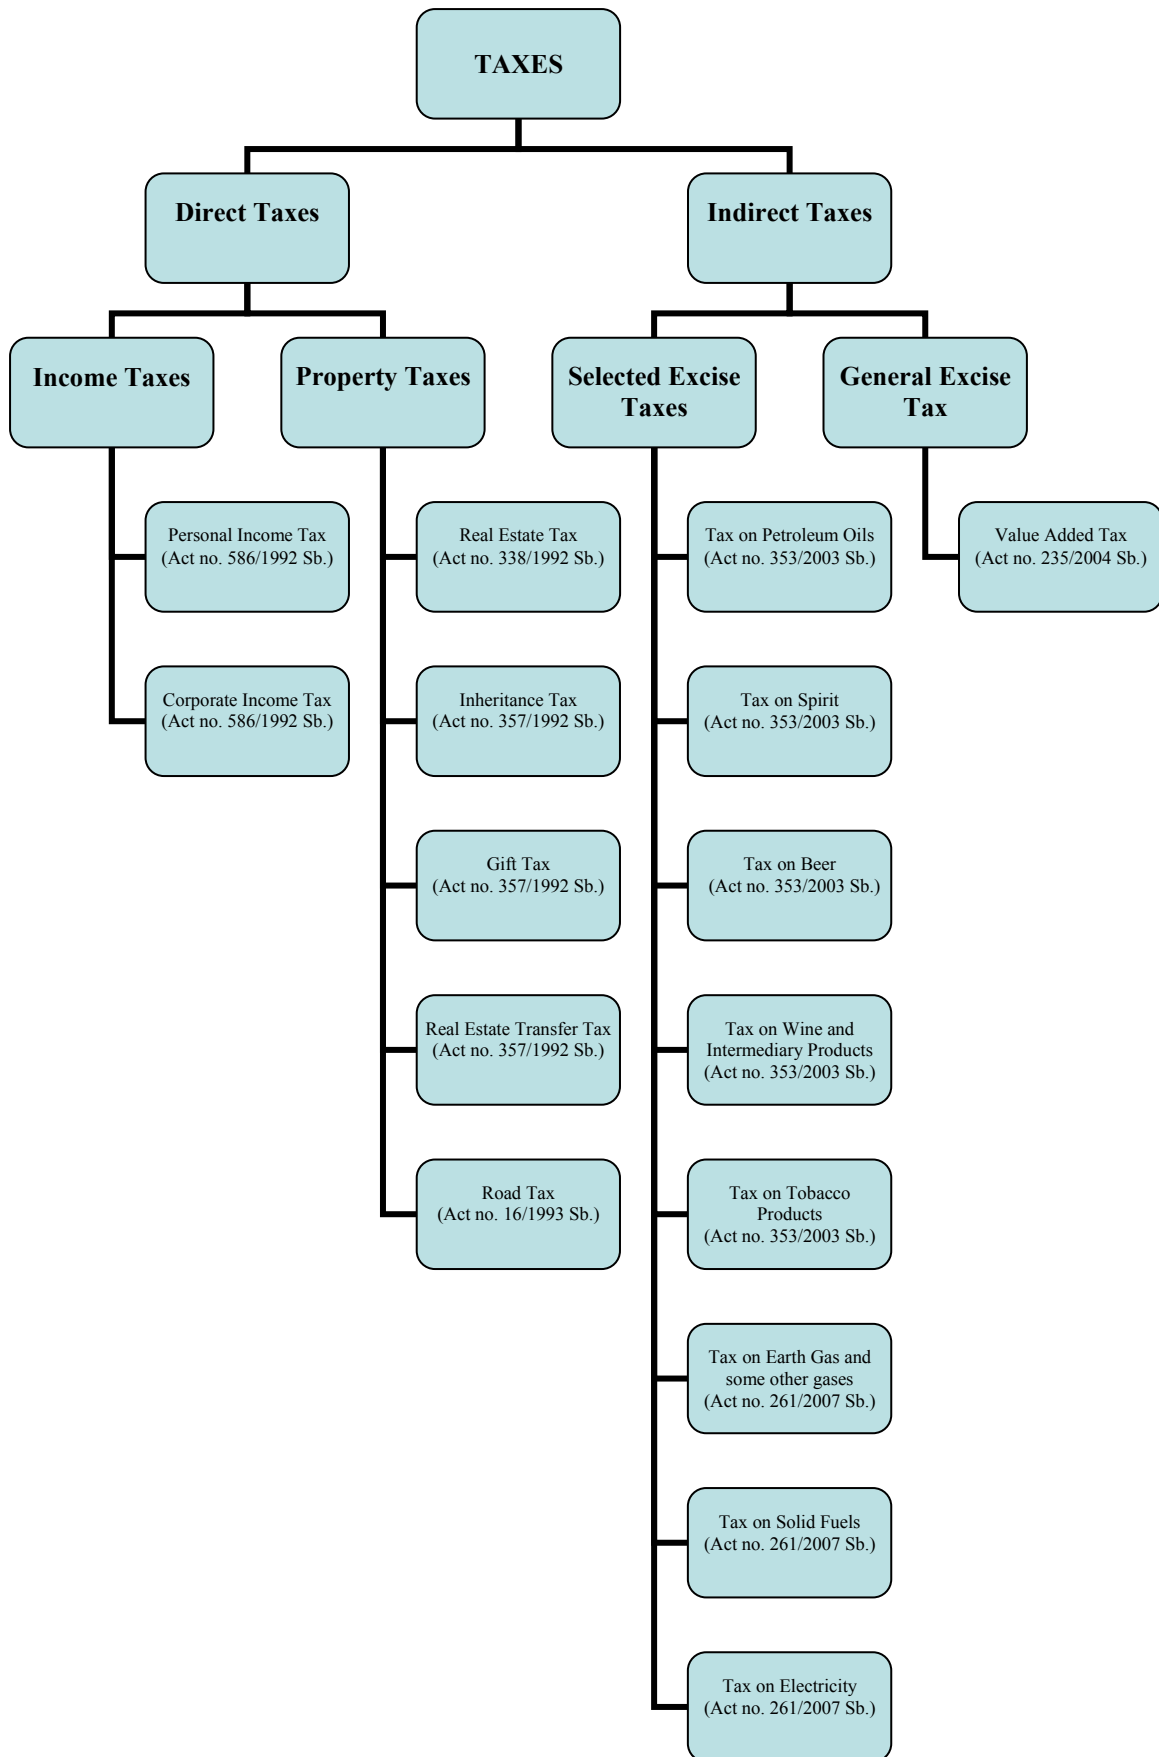 TAXES
Direct Taxes
Indirect Taxes
Income Taxes
Property Taxes
Selected Excise
Taxes
General Excise
Tax
Personal Income Tax
(Act no. 586/1992 Sb.)
Corporate Income Tax
(Act no. 586/1992 Sb.)
Real Estate Tax
(Act no. 338/1992 Sb.)
Inheritance Tax
(Act no. 357/1992 Sb.)
Gift Tax
(Act no. 357/1992 Sb.)
Real Estate Transfer Tax
(Act no. 357/1992 Sb.)
Road Tax
(Act no. 16/1993 Sb.)
Tax on Petroleum Oils
(Act no. 353/2003 Sb.)
Tax on Spirit
(Act no. 353/2003 Sb.)
Tax on Beer
(Act no. 353/2003 Sb.)
Tax on Wine and
Intermediary Products
(Act no. 353/2003 Sb.)
Tax on Tobacco
Products
(Act no. 353/2003 Sb.)
Tax on Earth Gas and
some other gases
(Act no. 261/2007 Sb.)
Tax on Solid Fuels
(Act no. 261/2007 Sb.)
Tax on Electricity
(Act no. 261/2007 Sb.)
Value Added Tax
(Act no. 235/2004 Sb.)